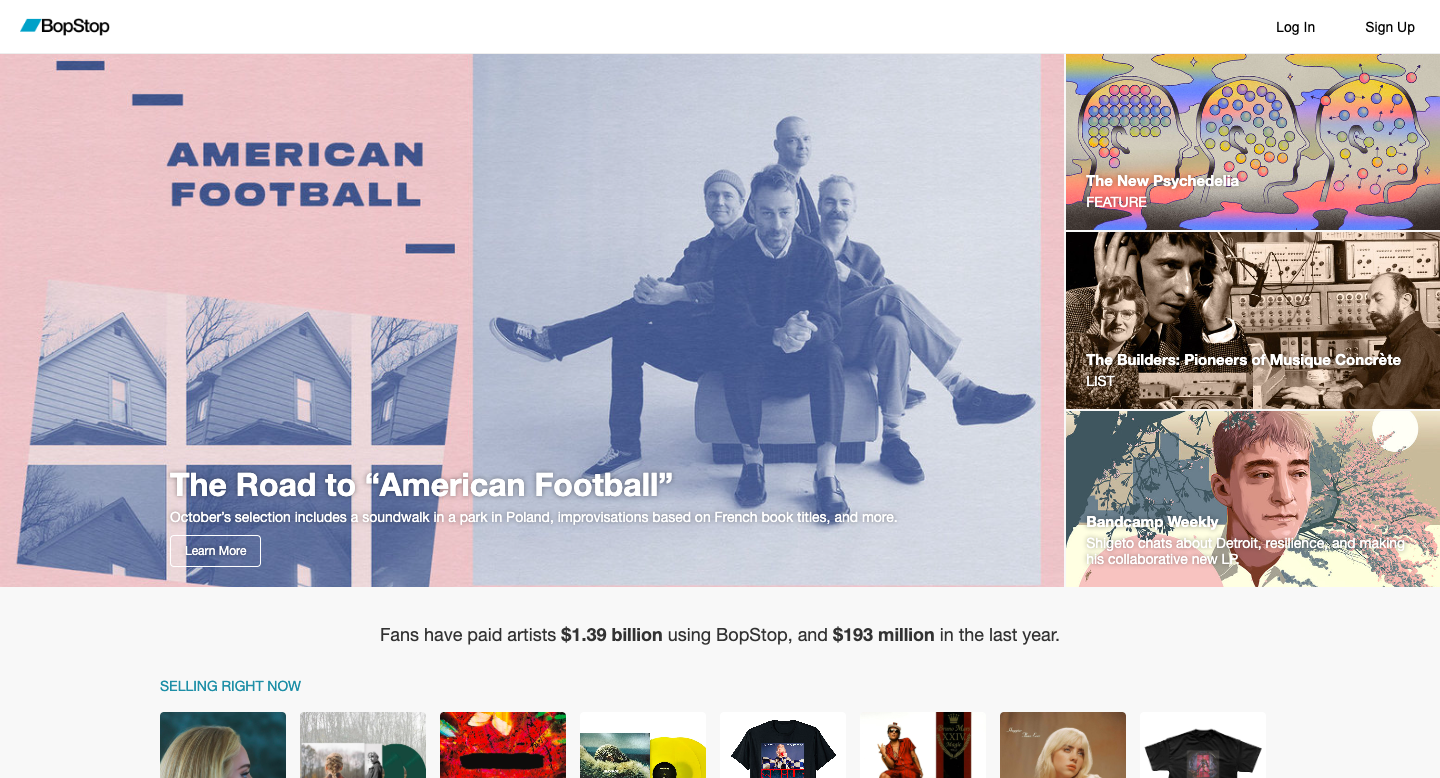 BopStop
Log In
Sign Up
AMERICAN
FOOTBALL
The Road to “American Football”
October’s selection includes a soundwalk in a park in Poland, improvisations based on French book titles, and more.
Learn More
The New Psychedelia
FEATURE
The Builders: Pioneers of Musique Concrète
LIST
Bandcamp Weekly
Shigeto chats about Detroit, resilience, and making
his collaborative new LP.
Fans have paid artists $1.39 billion using BopStop, and $193 million in the last year.
SELLING RIGHT NOW
XXIV
Magic